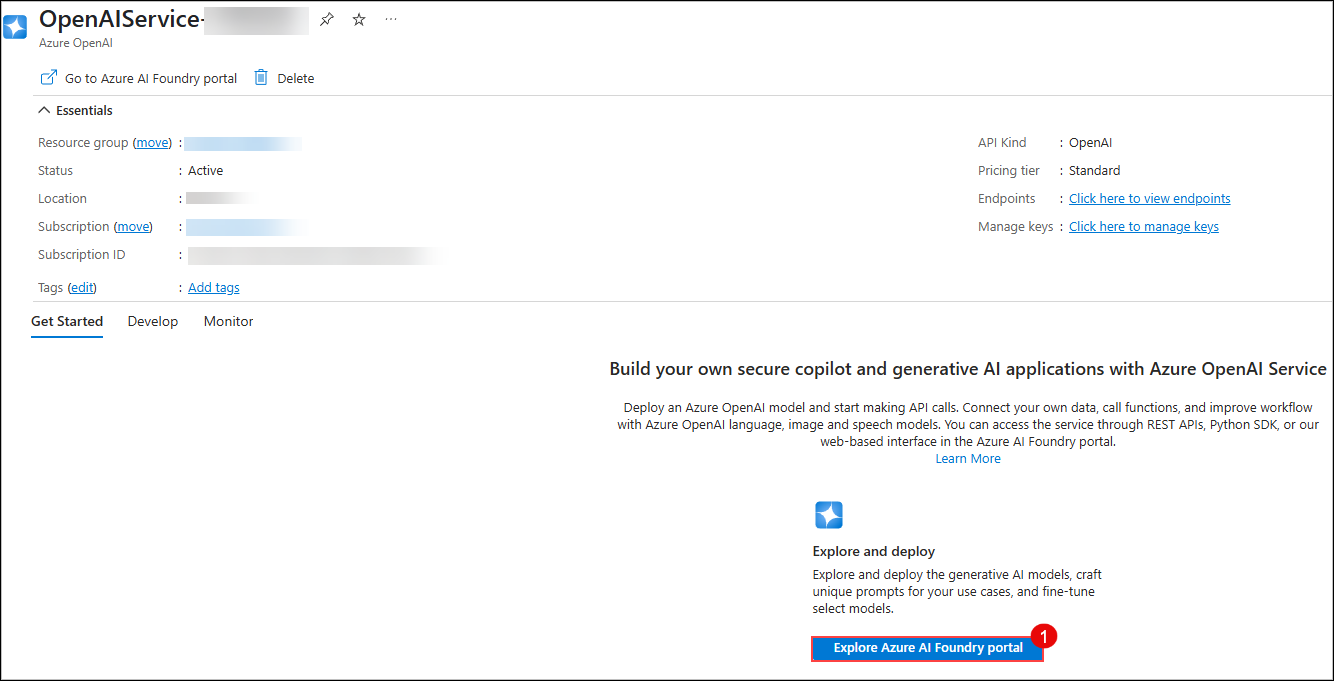 OpenAIService-
Azure OpenAI
Go to Azure AI Foundry portal Delete
Essentials
Resource group (move) :
Status : Active
Location :
Subscription (move) :
Subscription ID :
Tags (edit) : Add tags
API Kind : OpenAI
Pricing tier : Standard
Endpoints : Click here to view endpoints
Manage keys : Click here to manage keys
Get Started Develop Monitor
Build your own secure copilot and generative AI applications with Azure OpenAI Service
Deploy an Azure OpenAI model and start making API calls. Connect your own data, call functions, and improve workflow
with Azure OpenAI language, image and speech models. You can access the service through REST APIs, Python SDK, or our
web-based interface in the Azure AI Foundry portal.
Learn More
Explore and deploy
Explore and deploy the generative AI models, craft
unique prompts for your use cases, and fine-tune
select models.
1
Explore Azure AI Foundry portal